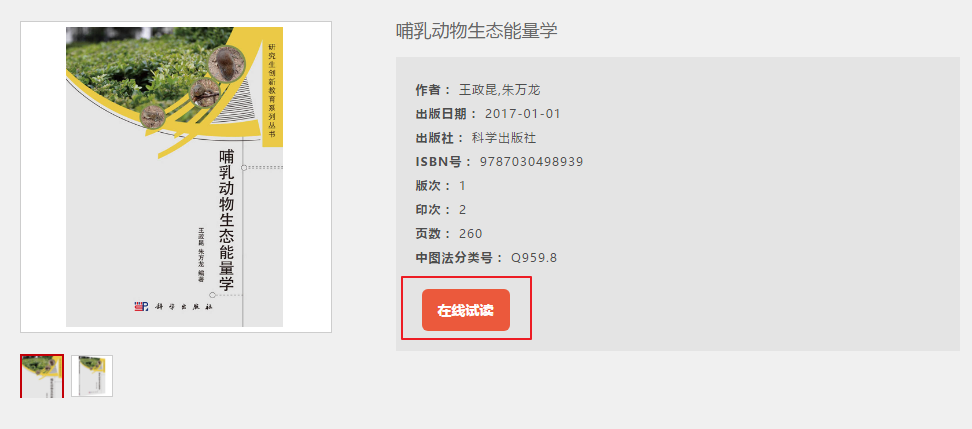 哺乳动物生态能量学
作者： 王政昆,朱万龙
出版日期： 2017-01-01
出版社： 科学出版社
ISBN号： 9787030498939
版次： 1
印次： 2
页数： 260
中图法分类号： Q959.8
在线试读
研究生创新教育系列丛书
哺乳动物生态能量学
王政昆 朱万龙 编著
科学出版社